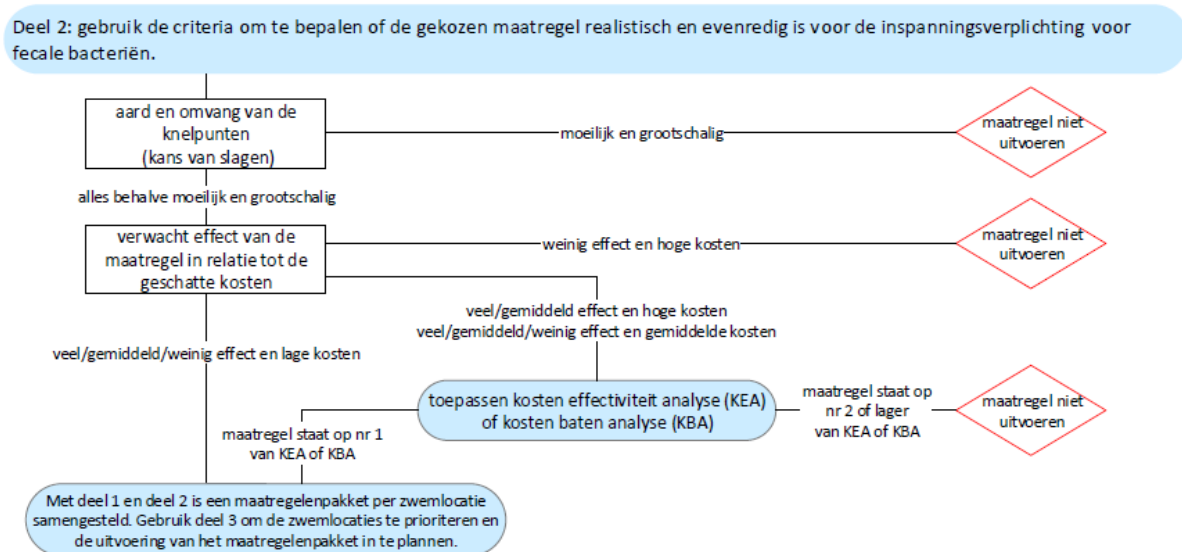 Deel 2: gebruik de criteria om te bepalen of de gekozen maatregel realistisch en evenredig is voor de inspanningsverplichting voor
fecale bacteriën.
aard en omvang van de
knelpunten
(kans van slagen)
moeilijk en grootschalig
maatregel niet
uitvoeren
alles behalve moeilijk en grootschalig
verwacht effect van de
maatregel in relatie tot de
geschatte kosten
weinig effect en hoge kosten
maatregel niet
uitvoeren
veel/gemiddeld effect en hoge kosten
veel/gemiddeld/weinig effect en gemiddelde kosten
veel/gemiddeld/weinig effect en lage kosten
toepassen kosten effectiviteit analyse (KEA)
of kosten baten analyse (KBA)
maatregel staat op
nr 2 of lager
van KEA of KBA
maatregel niet
uitvoeren
maatregel staat op nr 1
van KEA of KBA
Met deel 1 en deel 2 is een maatregelenpakket per zwemlocatie
samengesteld. Gebruik deel 3 om de zwemlocaties te prioriteren en
de uitvoering van het maatregelenpakket in te plannen.